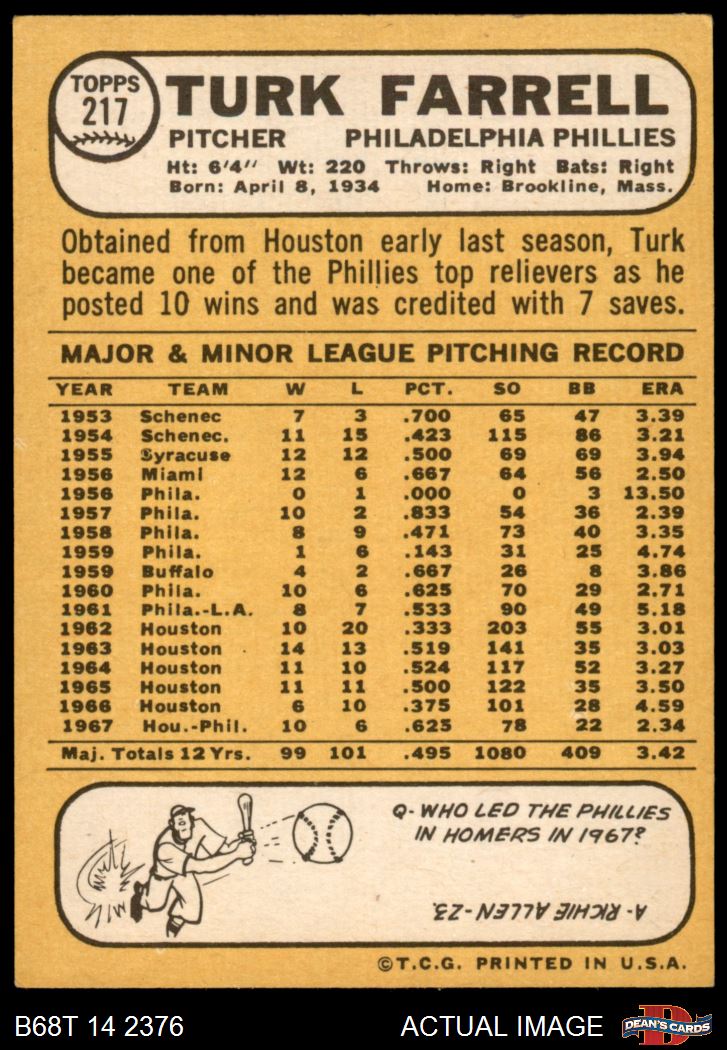 TOPPS
217
TURK FARRELL
PITCHER PHILADELPHIA PHILLIES
Ht: 6'4" Wt: 220 Throws: Right Bats: Right
Born: April 8, 1934 Home: Brookline, Mass.
Obtained from Houston early last season, Turk
became one of the Phillies top relievers as he
posted 10 wins and was credited with 7 saves.
MAJOR & MINOR LEAGUE PITCHING RECORD
YEAR TEAM W L PCT. SO BB ERA
1953 Schenec 7 3 .700 65 47 3.39
1954 Schenec. 11 15 .423 115 86 3.21
1955 Syracuse 12 12 .500 69 69 3.94
1956 Miami 12 6 .667 64 56 2.50
1956 Phila. 0 1 .000 0 3 13.50
1957 Phila. 10 2 .833 54 36 2.39
1958 Phila. 8 9 .471 73 40 3.35
1959 Phila. 1 6 .143 31 25 4.74
1959 Buffalo 4 2 .667 26 8 3.86
1960 Phila. 10 6 .625 70 29 2.71
1961 Phila.-L.A. 8 7 .533 90 49 5.18
1962 Houston 10 20 .333 203 55 3.01
1963 Houston 14 13 .519 141 35 3.03
1964 Houston 11 10 .524 117 52 3.27
1965 Houston 11 11 .500 122 35 3.50
1966 Houston 6 10 .375 101 28 4.59
1967 Hou.-Phil. 10 6 .625 78 22 2.34
Maj. Totals 12 Yrs. 99 101 .495 1080 409 3.42
Q- WHO LED THE PHILLIES
IN HOMERS IN 1967?
A- RICHIE ALLEN-23.
©T.C.G. PRINTED IN U.S.A.
B68T 14 2376 ACTUAL IMAGE D DEAN'S CARDS